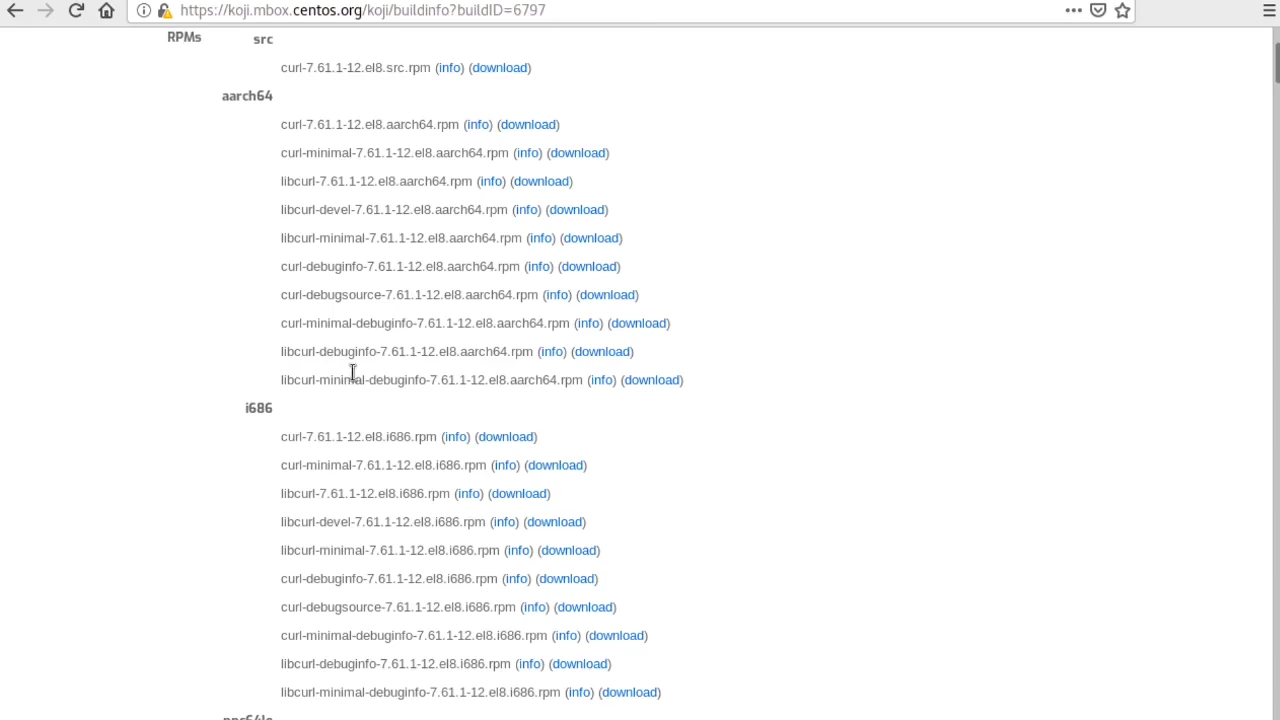 https://koji.mbox.centos.org/koji/buildinfo?buildID=6797
RPMs src
curl-7.61.1-12.el8.src.rpm (info) (download)
aarch64
curl-7.61.1-12.el8.aarch64.rpm (info) (download)
curl-minimal-7.61.1-12.el8.aarch64.rpm (info) (download)
libcurl-7.61.1-12.el8.aarch64.rpm (info) (download)
libcurl-devel-7.61.1-12.el8.aarch64.rpm (info) (download)
libcurl-minimal-7.61.1-12.el8.aarch64.rpm (info) (download)
curl-debuginfo-7.61.1-12.el8.aarch64.rpm (info) (download)
curl-debugsource-7.61.1-12.el8.aarch64.rpm (info) (download)
curl-minimal-debuginfo-7.61.1-12.el8.aarch64.rpm (info) (download)
libcurl-debuginfo-7.61.1-12.el8.aarch64.rpm (info) (download)
libcurl-minimal-debuginfo-7.61.1-12.el8.aarch64.rpm (info) (download)
i686
curl-7.61.1-12.el8.i686.rpm (info) (download)
curl-minimal-7.61.1-12.el8.i686.rpm (info) (download)
libcurl-7.61.1-12.el8.i686.rpm (info) (download)
libcurl-devel-7.61.1-12.el8.i686.rpm (info) (download)
libcurl-minimal-7.61.1-12.el8.i686.rpm (info) (download)
curl-debuginfo-7.61.1-12.el8.i686.rpm (info) (download)
curl-debugsource-7.61.1-12.el8.i686.rpm (info) (download)
curl-minimal-debuginfo-7.61.1-12.el8.i686.rpm (info) (download)
libcurl-debuginfo-7.61.1-12.el8.i686.rpm (info) (download)
libcurl-minimal-debuginfo-7.61.1-12.el8.i686.rpm (info) (download)